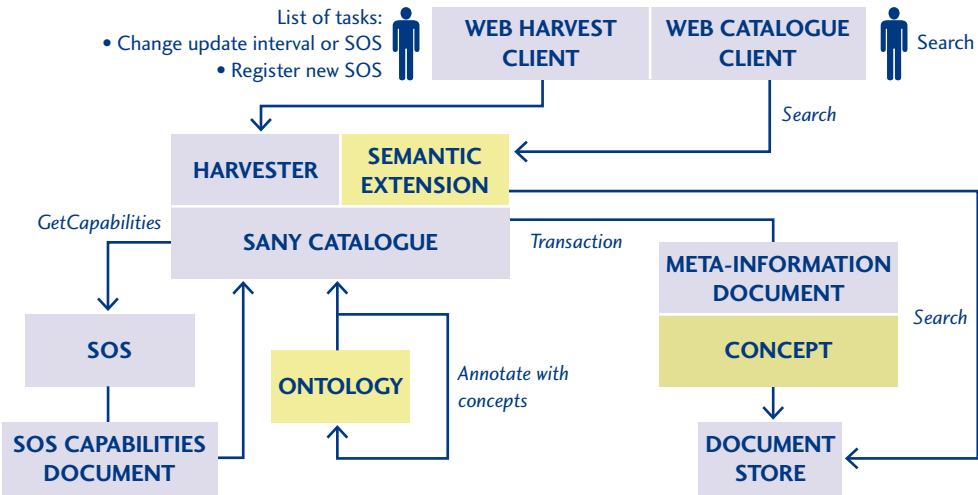 List of tasks:
• Change update interval or SOS
• Register new SOS
WEB HARVEST
CLIENT
WEB CATALOGUE
CLIENT
Search
Search
HARVESTER
SEMANTIC
EXTENSION
GetCapabilities
SANY CATALOGUE
Transaction
META-INFORMATION
DOCUMENT
Search
SOS
CONCEPT
ONTOLOGY
Annotate with
concepts
SOS CAPABILITIES
DOCUMENT
DOCUMENT
STORE